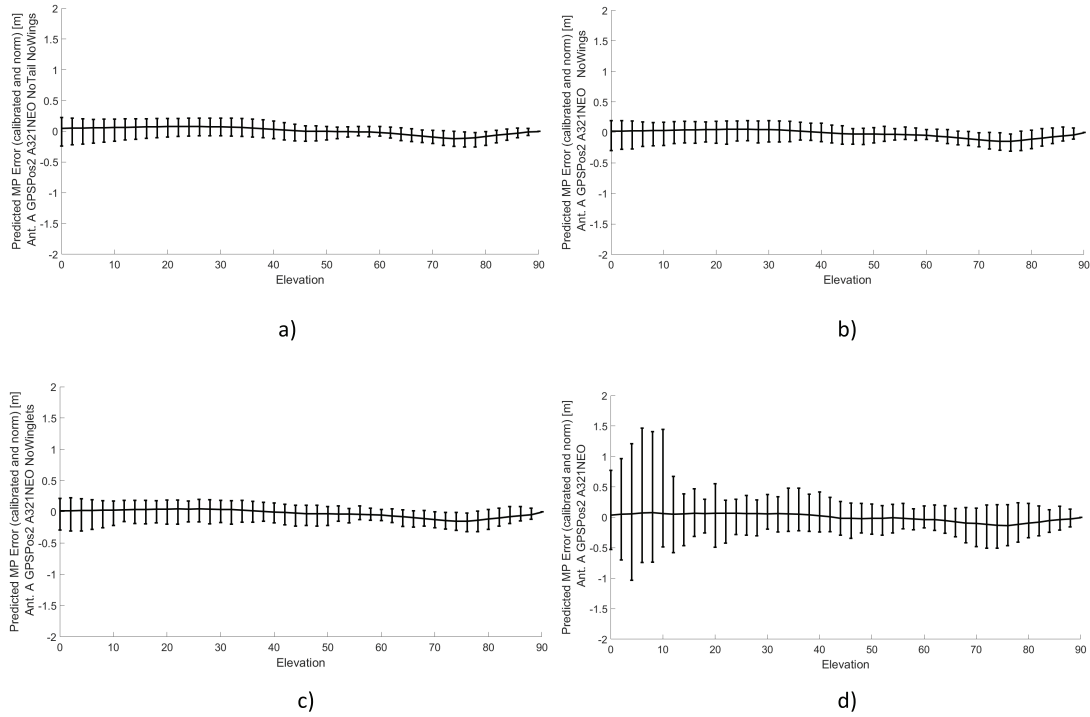 Predicted MP Error (calibrated and norm) [m]
Ant. A GPSPos2 A321NEO NoTail NoWings
2
1.5
1
0.5
0
-0.5
-1
-1.5
-2
0 10 20 30 40 50 60 70 80 90
Elevation
a)
Predicted MP Error (calibrated and norm) [m]
Ant. A GPSPos2 A321NEO NoWings
2
1.5
1
0.5
0
-0.5
-1
-1.5
-2
0 10 20 30 40 50 60 70 80 90
Elevation
b)
Predicted MP Error (calibrated and norm) [m]
Ant. A GPSPos2 A321NEO NoWinglets
2
1.5
1
0.5
0
-0.5
-1
-1.5
-2
0 10 20 30 40 50 60 70 80 90
Elevation
c)
Predicted MP Error (calibrated and norm) [m]
Ant. A GPSPos2 A321NEO
2
1.5
1
0.5
0
-0.5
-1
-1.5
-2
0 10 20 30 40 50 60 70 80 90
Elevation
d)